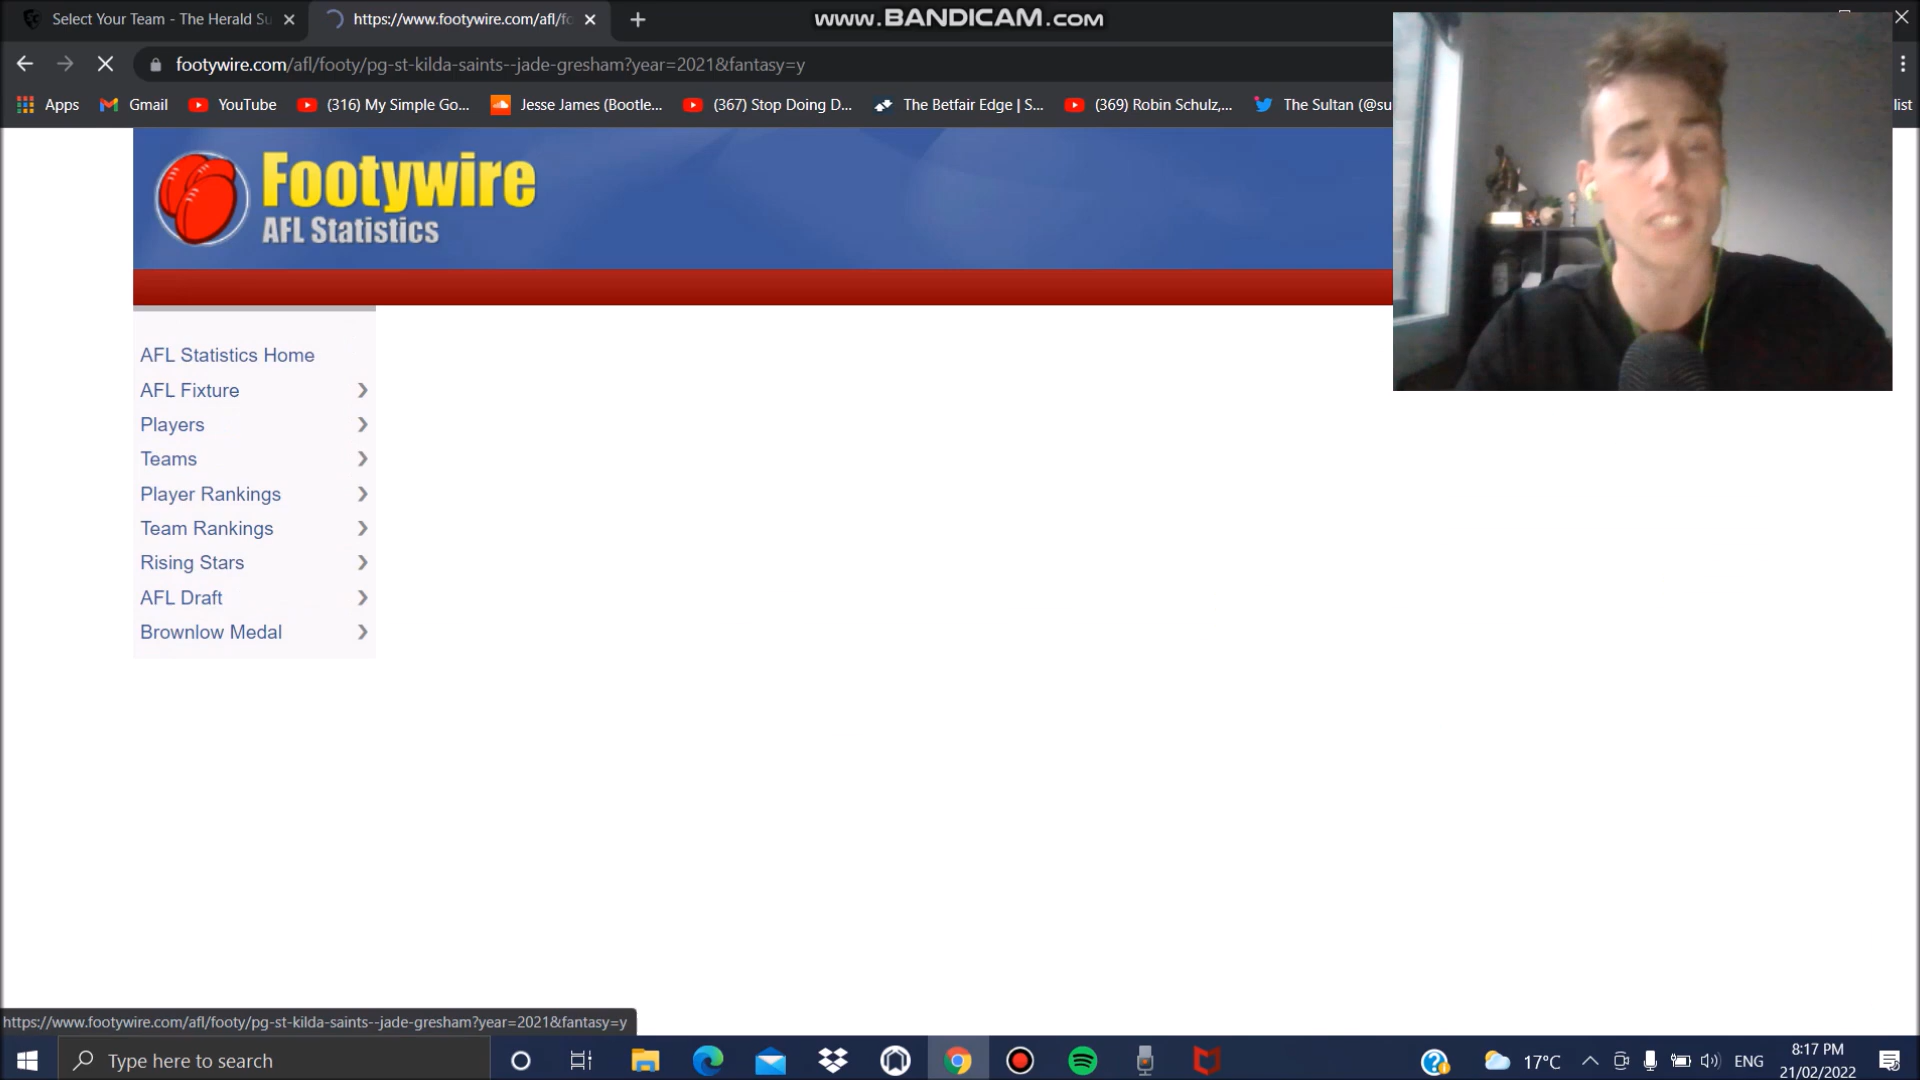 Select Your Team - The Herald Su
https://www.footywire.com/afl/fo
www.BANDICAM.com
footywire.com/afl/footy/pg-st-kilda-saints--jade-gresham?year=2021&fantasy=y
Apps
Gmail
YouTube
(316) My Simple Go...
Jesse James (Bootle...
(367) Stop Doing D...
The Betfair Edge | S...
(369) Robin Schulz,...
The Sultan (@su
list
Footywire
AFL Statistics
AFL Statistics Home
AFL Fixture
Players
Teams
Player Rankings
Team Rankings
Rising Stars
AFL Draft
Brownlow Medal
https://www.footywire.com/afl/footy/pg-st-kilda-saints--jade-gresham?year=2021&fantasy=y
Type here to search
17°C
ENG
8:17 PM
21/02/2022